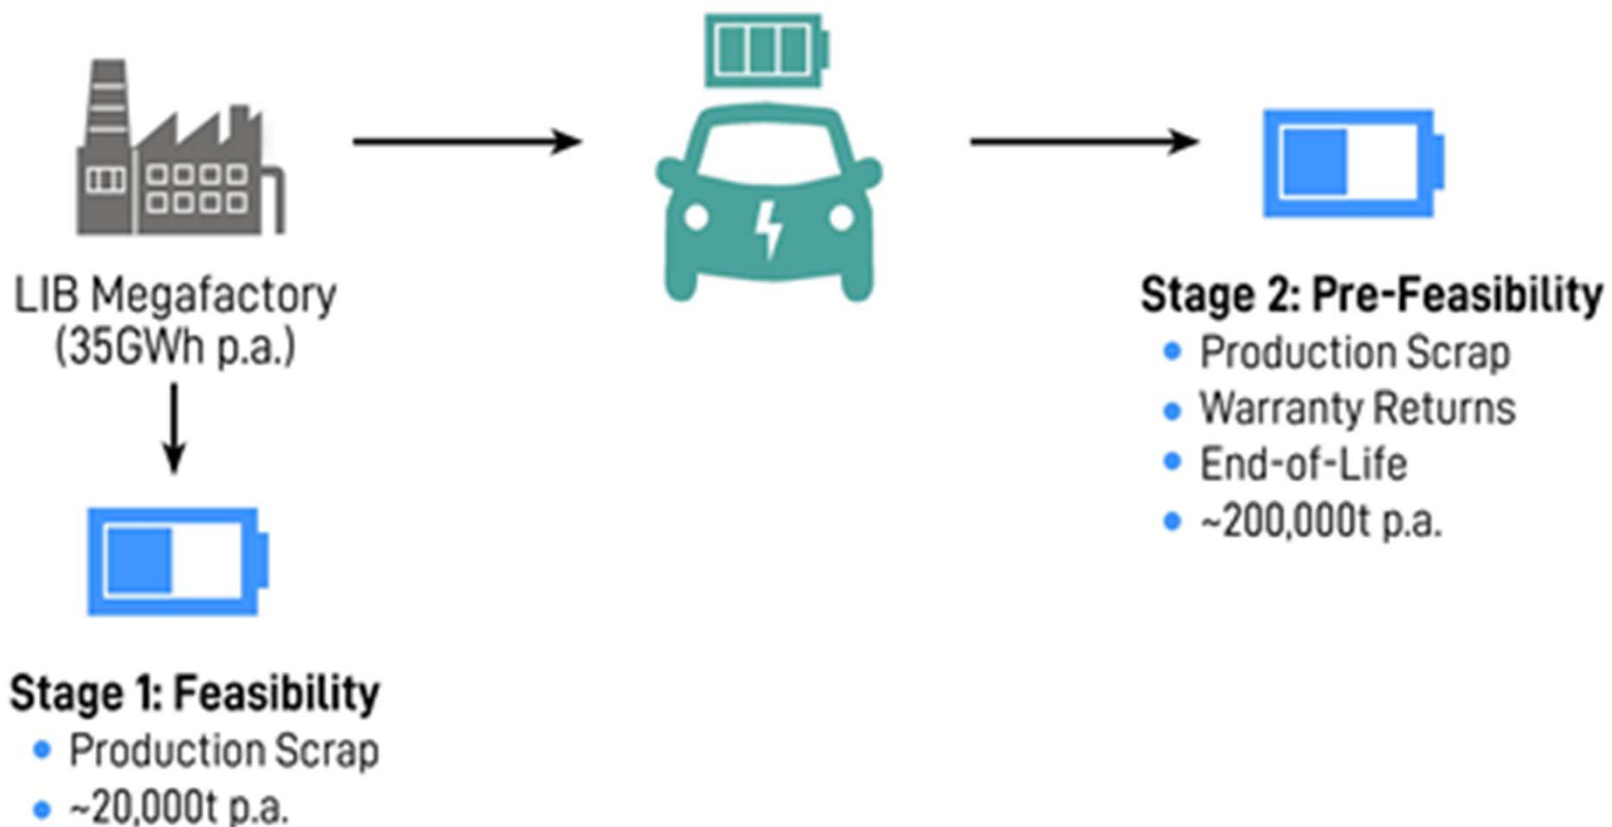 LIB Megafactory
(35GWh p.a.)
Stage 2: Pre-Feasibility
Production Scrap
Warranty Returns
End-of-Life
~200,000t p.a.
Stage 1: Feasibility
Production Scrap
~20,000t p.a.